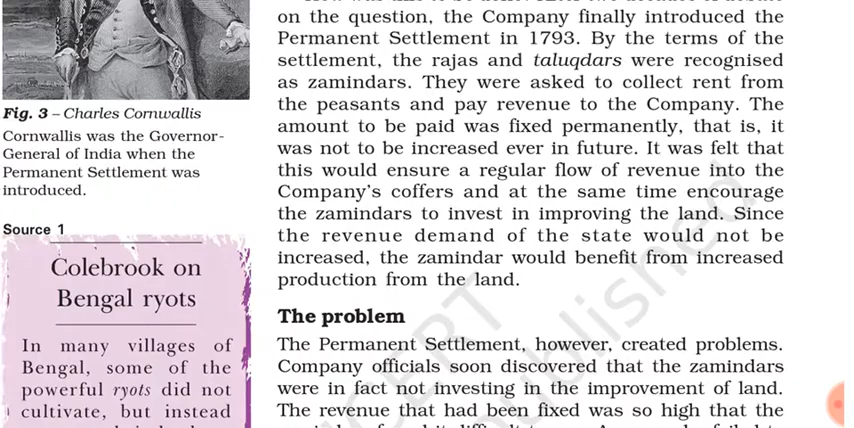 on the question, the Company finally introduced the
Permanent Settlement in 1793. By the terms of the
settlement, the rajas and taluqdars were recognised
as zamindars. They were asked to collect rent from
the peasants and pay revenue to the Company. The
amount to be paid was fixed permanently, that is, it
was not to be increased ever in future. It was felt that
this would ensure a regular flow of revenue into the
Company's coffers and at the same time encourage
the zamindars to invest in improving the land. Since
the revenue demand of the state would not be
increased, the zamindar would benefit from increased
production from the land.
The problem
The Permanent Settlement, however, created problems.
Company officials soon discovered that the zamindars
were in fact not investing in the improvement of land.
The revenue that had been fixed was so high that the
Fig. 3 – Charles Cornwallis
Cornwallis was the Governor-
General of India when the
Permanent Settlement was
introduced.
Source 1
Colebrook on
Bengal ryots
In many villages of
Bengal, some of the
powerful ryots did not
cultivate, but instead
NCERT
published